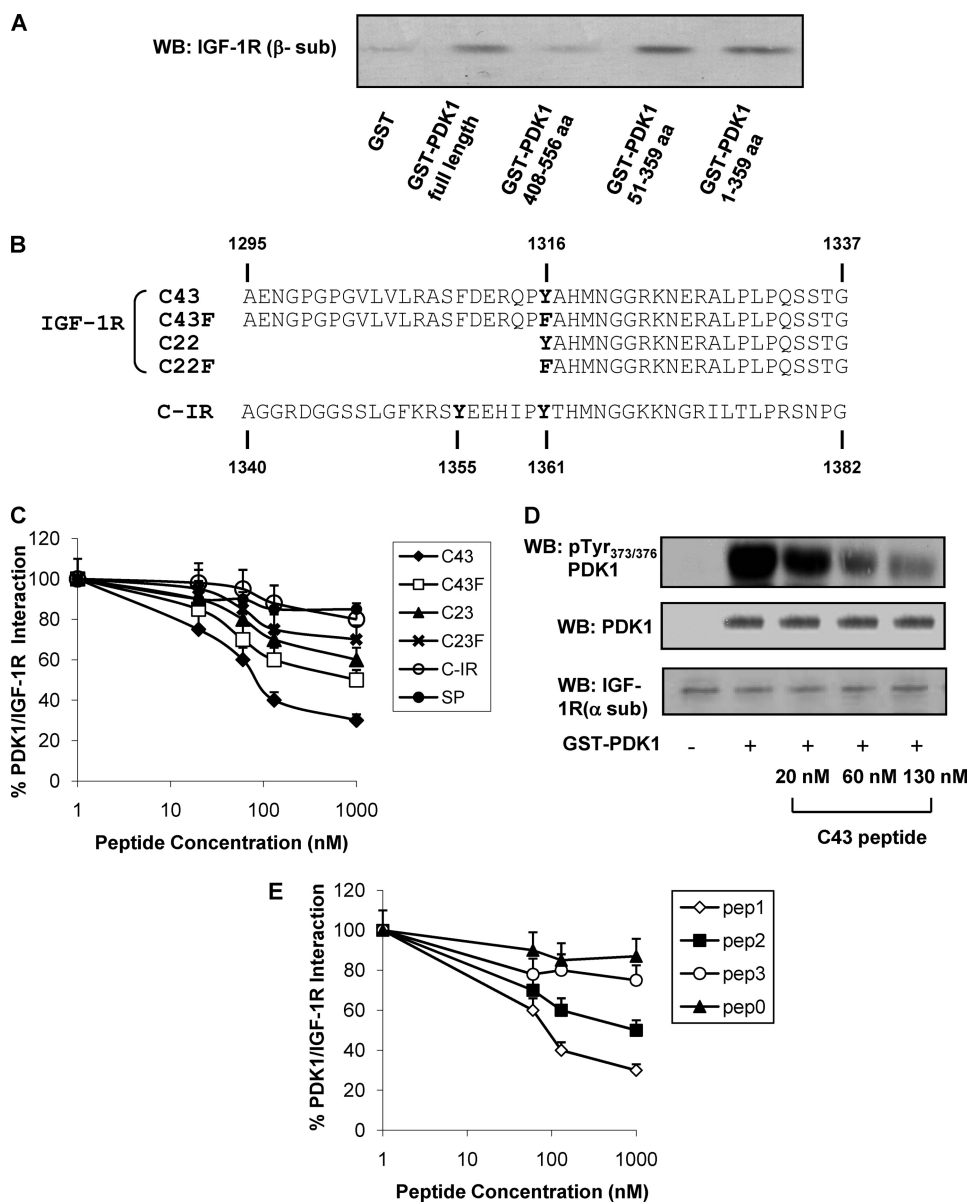 A
WB: IGF-1R (β- sub)
GST
GST-PDK1
full length
GST-PDK1
408-556 aa
GST-PDK1
51-359 aa
GST-PDK1
1-359 aa
B
1295 1316 1337
IGF-1R
C43 AENGPGPGVLVLRASFDERQPYAHMNGGRKNERALPLPQSSTG
C43F AENGPGPGVLVLRASFDERQPFAHMNGGRKNERALPLPQSSTG
C22 YAHMNGGRKNERALPLPQSSTG
C22F FAHMNGGRKNERALPLPQSSTG
C-IR AGGRDGGSSLGFKRSYEEHIPYTHMNGGKKNGRILTLPRSNPG
1340 1355 1361 1382
C
% PDK1/IGF-1R Interaction
120
100
80
60
40
20
0
1 10 100 1000
Peptide Concentration (nM)
C43
C43F
C23
C23F
C-IR
SP
D
WB: pTyr373/376
PDK1
WB: PDK1
WB: IGF-
1R(α sub)
GST-PDK1 - + + + +
20 nM 60 nM 130 nM
C43 peptide
E
% PDK1/IGF-1R Interaction
120
100
80
60
40
20
0
1 10 100 1000
Peptide Concentration (nM)
pep1
pep2
pep3
pep0